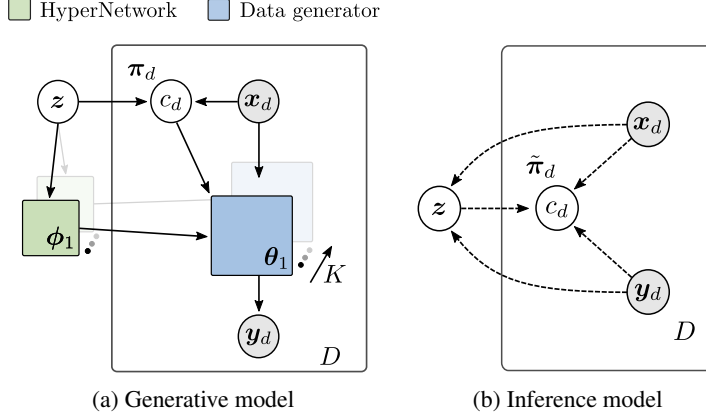 HyperNetwork Data generator
𝝅_d
z c_d x_d
ϕ_1 θ_1
K
y_d
D
(a) Generative model
x_d
𝝅̃_d
z c_d
y_d
D
(b) Inference model